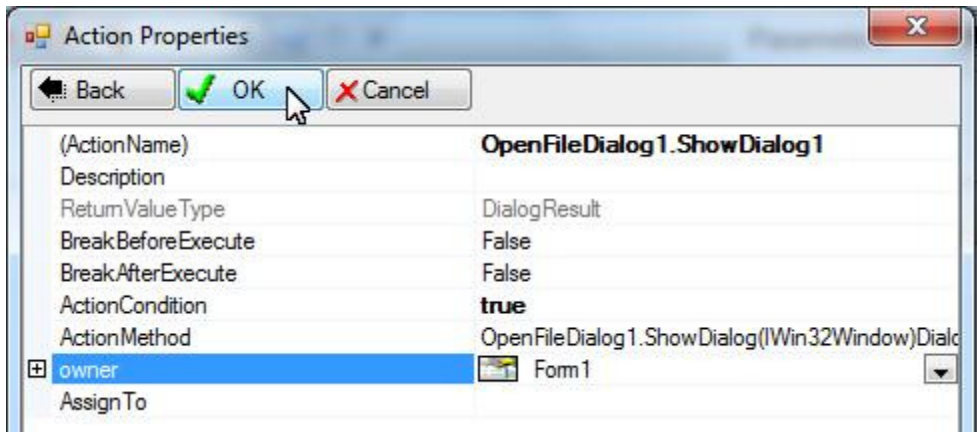 Action Properties
Back OK Cancel
(ActionName) OpenFileDialog1.ShowDialog1
Description
ReturnValueType DialogResult
BreakBeforeExecute False
BreakAfterExecute False
ActionCondition true
ActionMethod OpenFileDialog1.ShowDialog(IWin32Window)Dialo
owner Form1
AssignTo